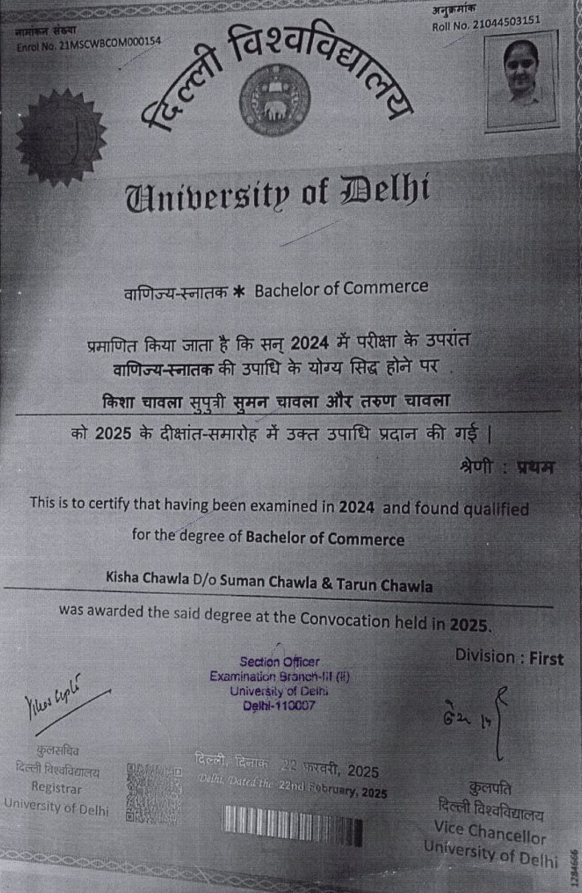 नामांकन संख्या
Enrol No. 21MSCWBCOM000154
अनुक्रमांक
Roll No. 21044503151
दिल्ली विश्वविद्यालय
University of Delhi
वाणिज्य-स्नातक * Bachelor of Commerce
प्रमाणित किया जाता है कि सन् 2024 में परीक्षा के उपरांत
वाणिज्य-स्नातक की उपाधि के योग्य सिद्ध होने पर
किशा चावला सुपुत्री सुमन चावला और तरुण चावला
को 2025 के दीक्षांत-समारोह में उक्त उपाधि प्रदान की गई |
श्रेणी : प्रथम
This is to certify that having been examined in 2024 and found qualified
for the degree of Bachelor of Commerce
Kisha Chawla D/o Suman Chawla & Tarun Chawla
was awarded the said degree at the Convocation held in 2025.
Division : First
Section Officer
Examination Branch-III (ii)
University of Delhi
Delhi-110007
Vikas Gupta
कुलसचिव
दिल्ली विश्वविद्यालय
Registrar
University of Delhi
दिल्ली, दिनांक 22 फरवरी, 2025
Delhi, Dated the 22nd February, 2025
कुलपति
दिल्ली विश्वविद्यालय
Vice Chancellor
University of Delhi